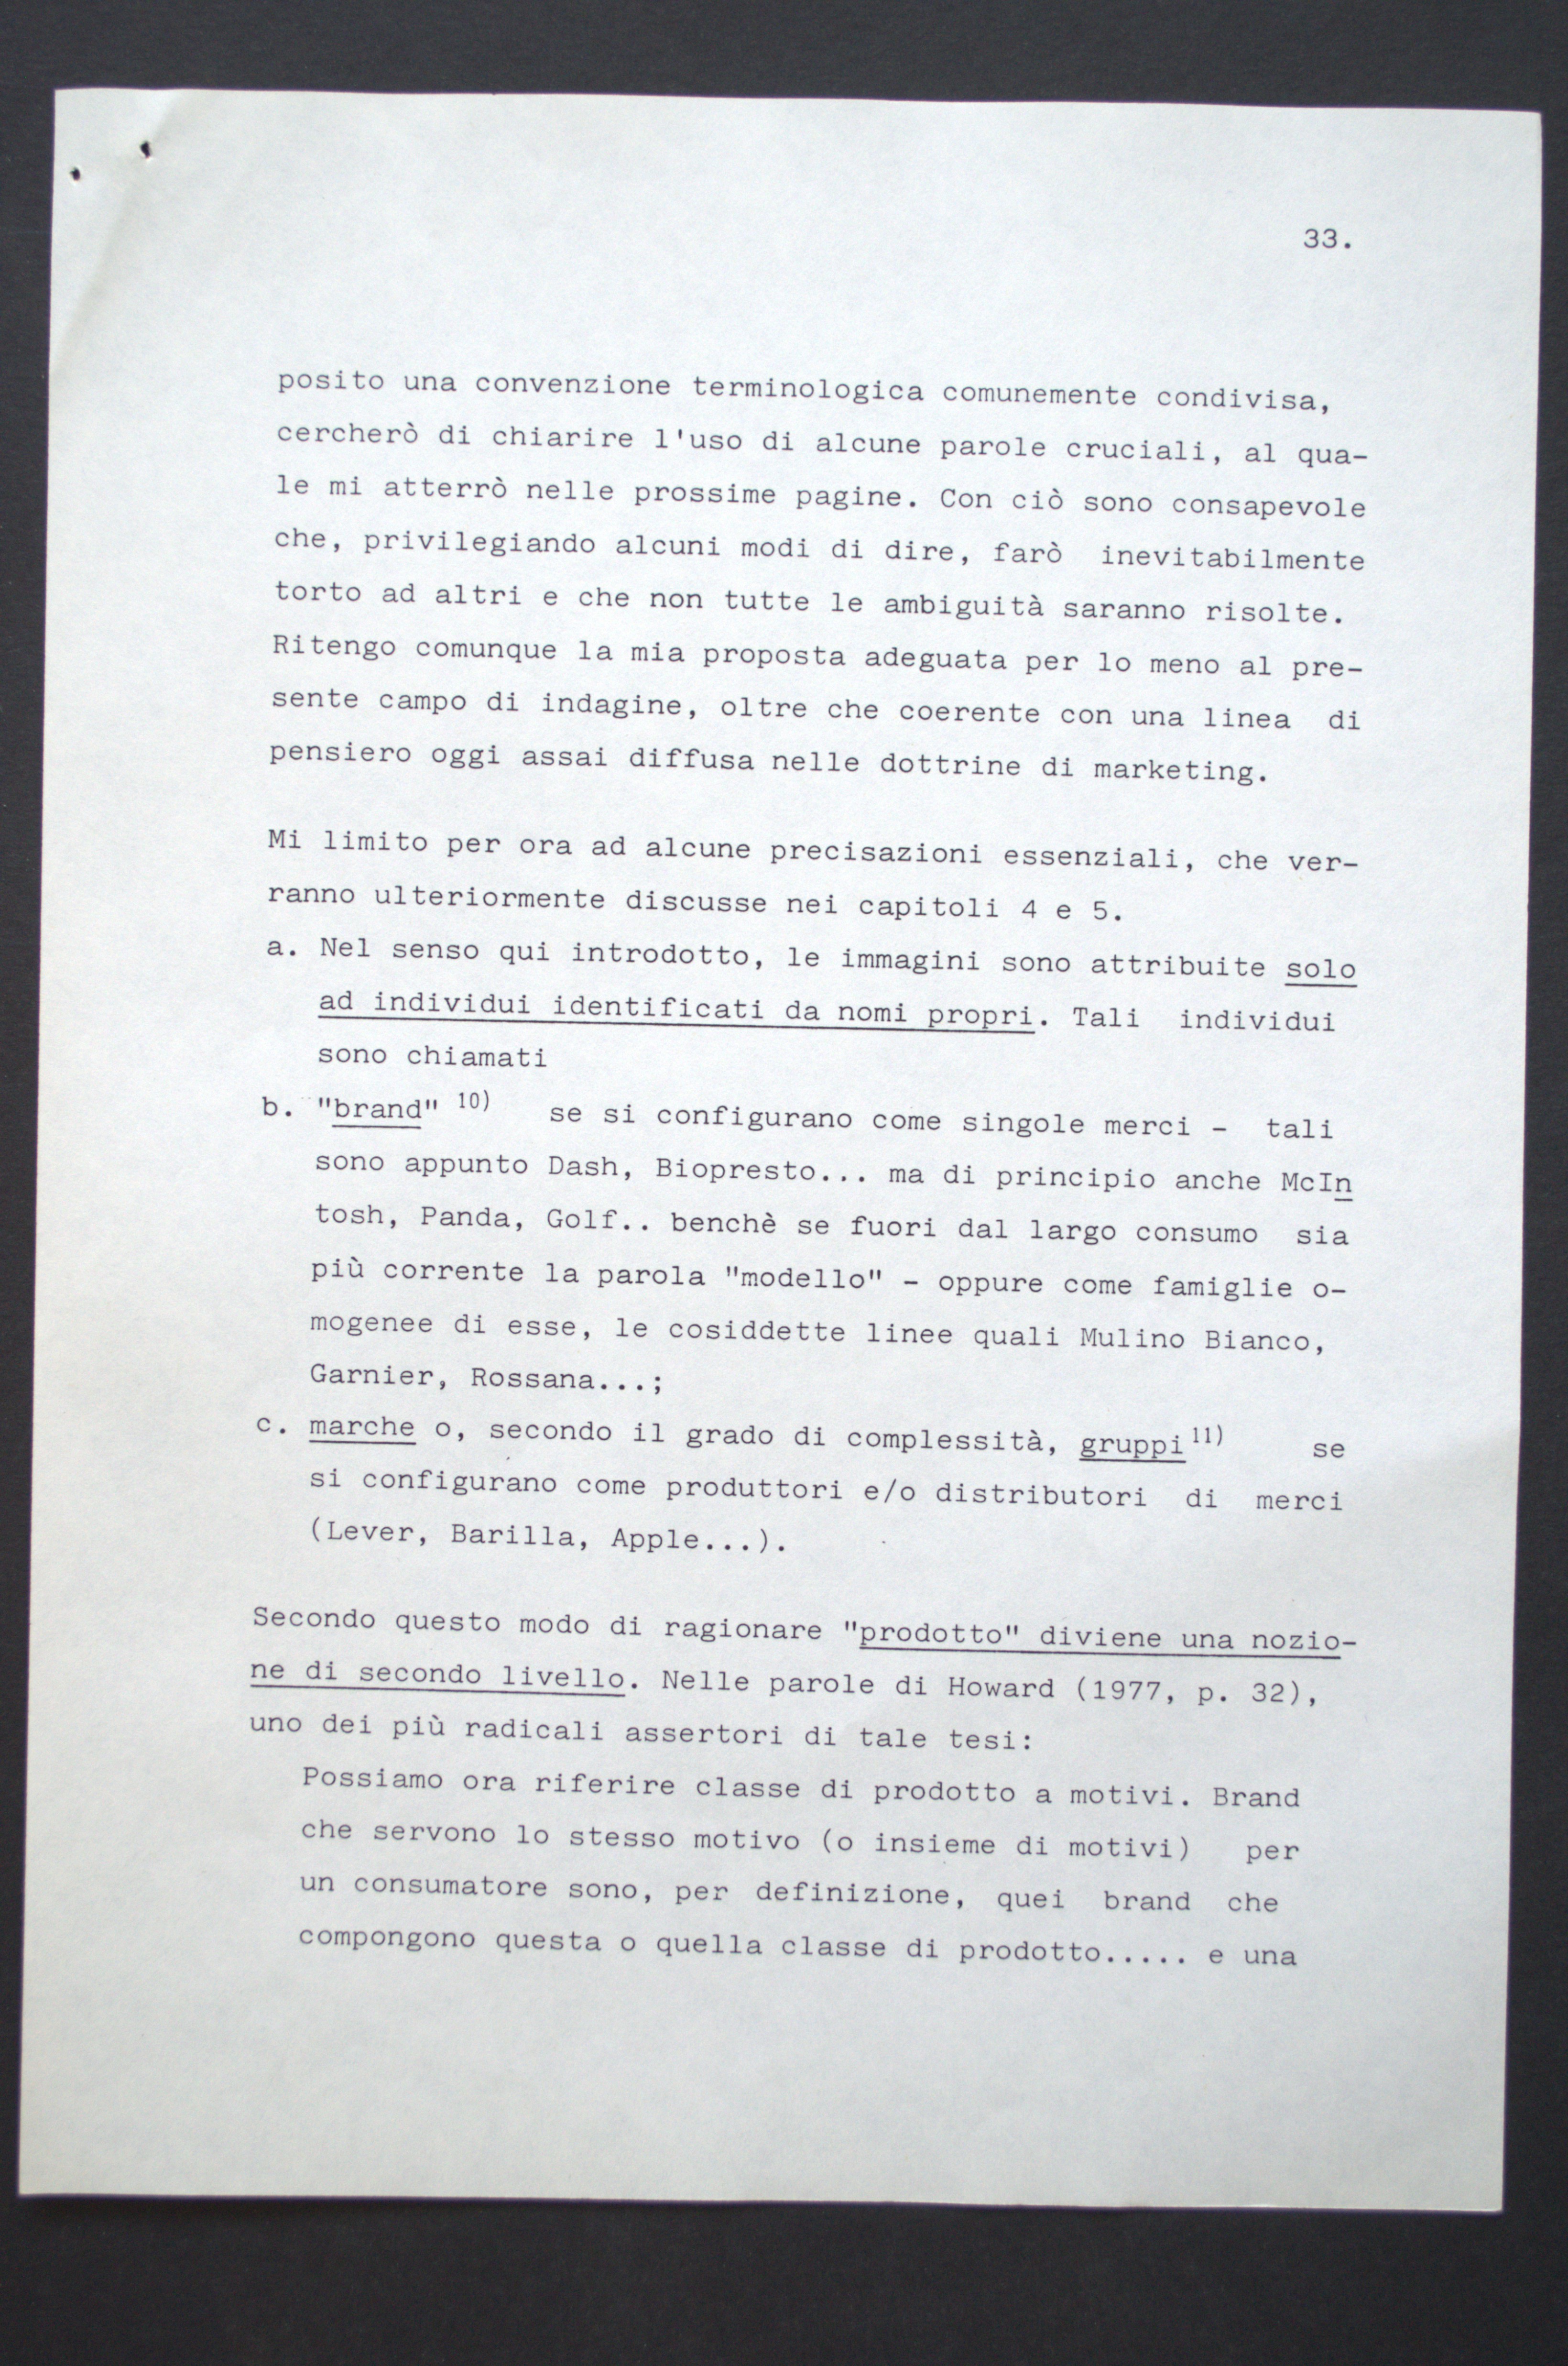 33.
posito una convenzione terminologica comunemente condivisa,
cercherò di chiarire l'uso di alcune parole cruciali, al qua-
le mi atterrò nelle prossime pagine. Con ciò sono consapevole
che, privilegiando alcuni modi di dire, farò inevitabilmente
torto ad altri e che non tutte le ambiguità saranno risolte.
Ritengo comunque la mia proposta adeguata per lo meno al pre-
sente campo di indagine, oltre che coerente con una linea di
pensiero oggi assai diffusa nelle dottrine di marketing.
Mi limito per ora ad alcune precisazioni essenziali, che ver-
ranno ulteriormente discusse nei capitoli 4 e 5.
a. Nel senso qui introdotto, le immagini sono attribuite solo
ad individui identificati da nomi propri. Tali individui
sono chiamati
b. "brand" 10) se si configurano come singole merci - tali
sono appunto Dash, Biopresto... ma di principio anche McIn
tosh, Panda, Golf.. benchè se fuori dal largo consumo sia
più corrente la parola "modello" - oppure come famiglie o-
mogenee di esse, le cosiddette linee quali Mulino Bianco,
Garnier, Rossana...;
c. marche o, secondo il grado di complessità, gruppi 11) se
si configurano come produttori e/o distributori di merci
(Lever, Barilla, Apple...).
Secondo questo modo di ragionare "prodotto" diviene una nozio-
ne di secondo livello. Nelle parole di Howard (1977, p. 32),
uno dei più radicali assertori di tale tesi:
Possiamo ora riferire classe di prodotto a motivi. Brand
che servono lo stesso motivo (o insieme di motivi) per
un consumatore sono, per definizione, quei brand che
compongono questa o quella classe di prodotto..... e una